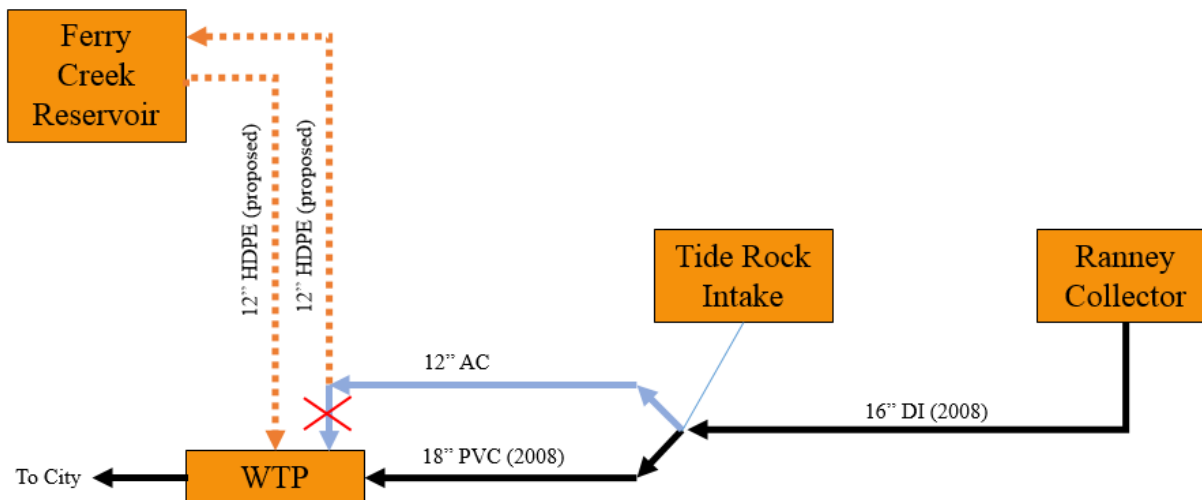 Ferry
Creek
Reservoir
12” HDPE (proposed)
12” HDPE (proposed)
Tide Rock
Intake
Ranney
Collector
12” AC
16” DI (2008)
18” PVC (2008)
To City
WTP